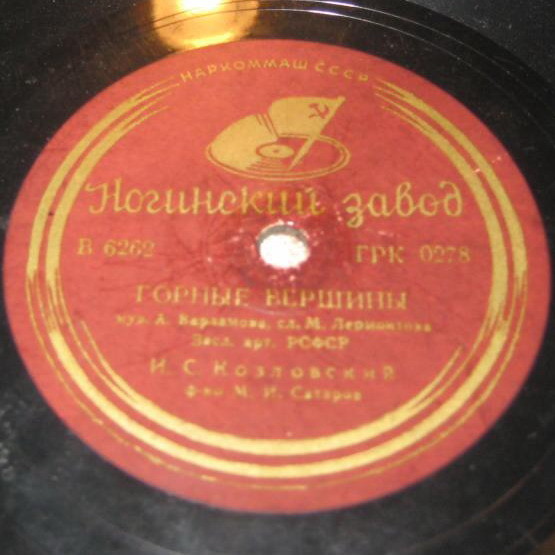 НАРКОММАШ СССР
Ногинский завод
В 6262 ГРК 0278
ГОРНЫЕ ВЕРШИНЫ
муз. А. Варламова, сл. М. Лермонтова
Засл. арт. РСФСР
И. С. Козловский
ф-но М. И. Сахаров